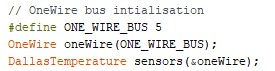 // OneWire bus intialisation
#define ONE_WIRE_BUS 5
OneWire oneWire(ONE_WIRE_BUS);
DallasTemperature sensors(&oneWire);